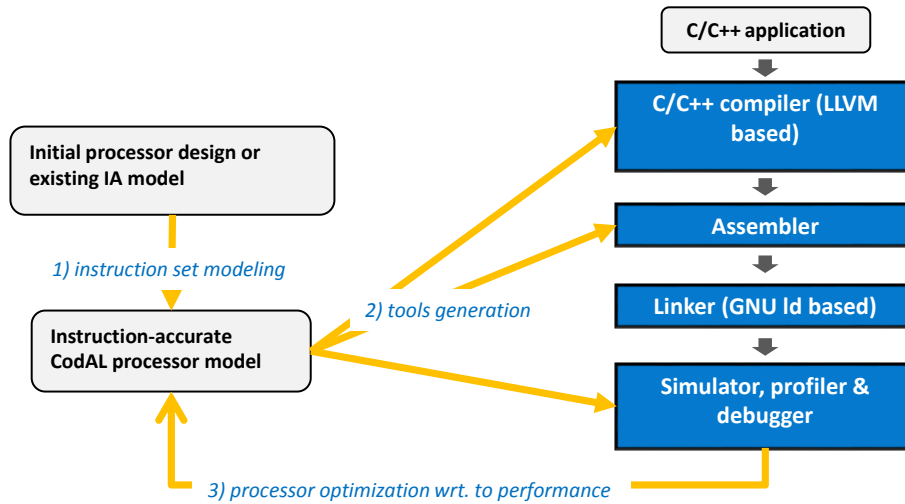 C/C++ application
C/C++ compiler (LLVM
based)
Initial processor design or
existing IA model
Assembler
1) instruction set modeling
2) tools generation
Linker (GNU ld based)
Instruction-accurate
CodAL processor model
Simulator, profiler &
debugger
3) processor optimization wrt. to performance